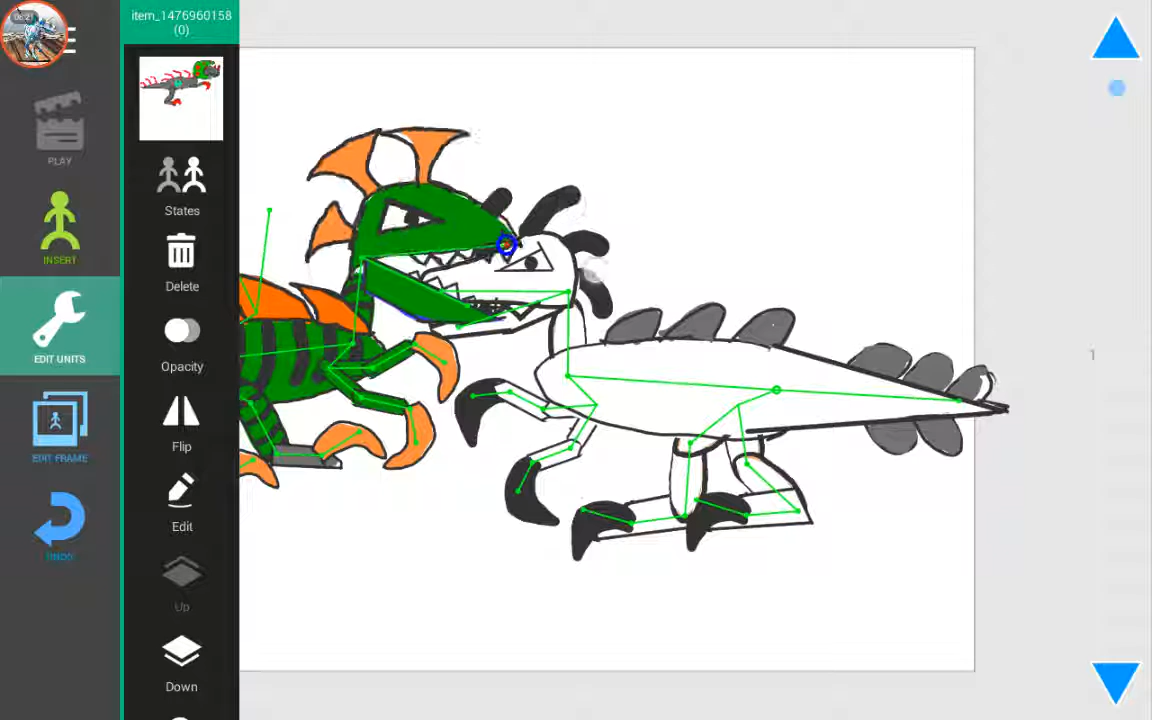 item_1476960158
(0)
PLAY
INSERT
EDIT UNITS
EDIT FRAME
UNDO
States
Delete
Opacity
Flip
Edit
Up
Down
1